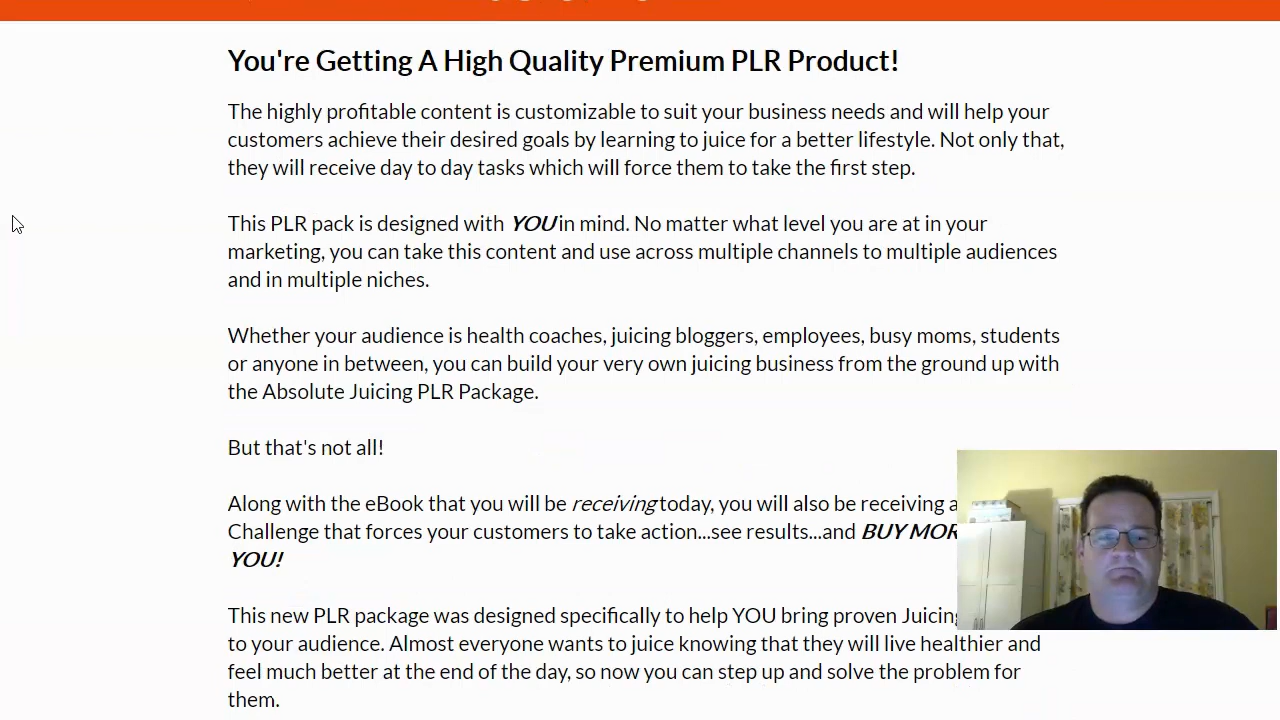 You're Getting A High Quality Premium PLR Product!
The highly profitable content is customizable to suit your business needs and will help your
customers achieve their desired goals by learning to juice for a better lifestyle. Not only that,
they will receive day to day tasks which will force them to take the first step.
This PLR pack is designed with YOU in mind. No matter what level you are at in your
marketing, you can take this content and use across multiple channels to multiple audiences
and in multiple niches.
Whether your audience is health coaches, juicing bloggers, employees, busy moms, students
or anyone in between, you can build your very own juicing business from the ground up with
the Absolute Juicing PLR Package.
But that's not all!
Along with the eBook that you will be receiving today, you will also be receiving a
Challenge that forces your customers to take action...see results...and BUY MOR
YOU!
This new PLR package was designed specifically to help YOU bring proven Juicing
to your audience. Almost everyone wants to juice knowing that they will live healthier and
feel much better at the end of the day, so now you can step up and solve the problem for
them.